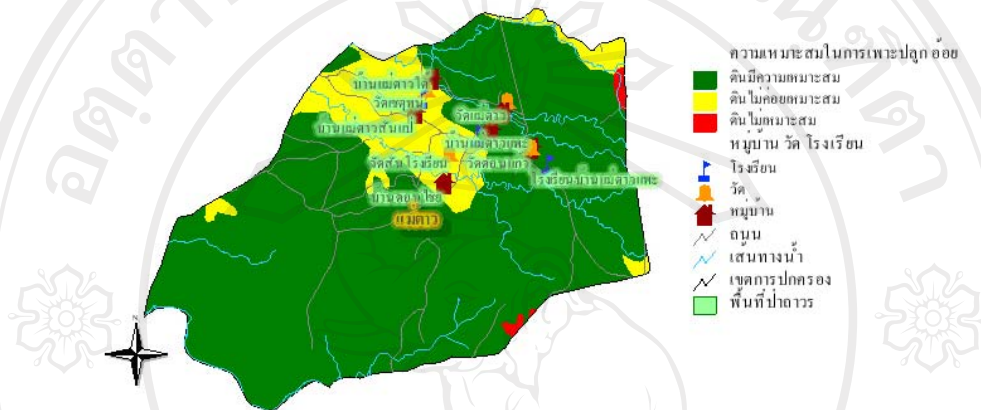 ความเหมาะสมในการเพาะปลูก อ้อย
ดินมีความเหมาะสม
ดินไม่ค่อยเหมาะสม
ดินไม่เหมาะสม
หมู่บ้าน วัด โรงเรียน
โรงเรียน
วัด
หมู่บ้าน
ถนน
เส้นทางน้ำ
เขตการปกครอง
พื้นที่ป่าถาวร
บ้านแม่ตาวใต้
วัดแม่ตาว
บ้านแม่ตาวสันแป๋
บ้านแม่ตาวแพะ
วัดสัน โรงเรียน
วัดดอนแก้ว
โรงเรียนบ้านแม่ตาวแพะ
บ้านดอนไชย
แม่ตาว
N